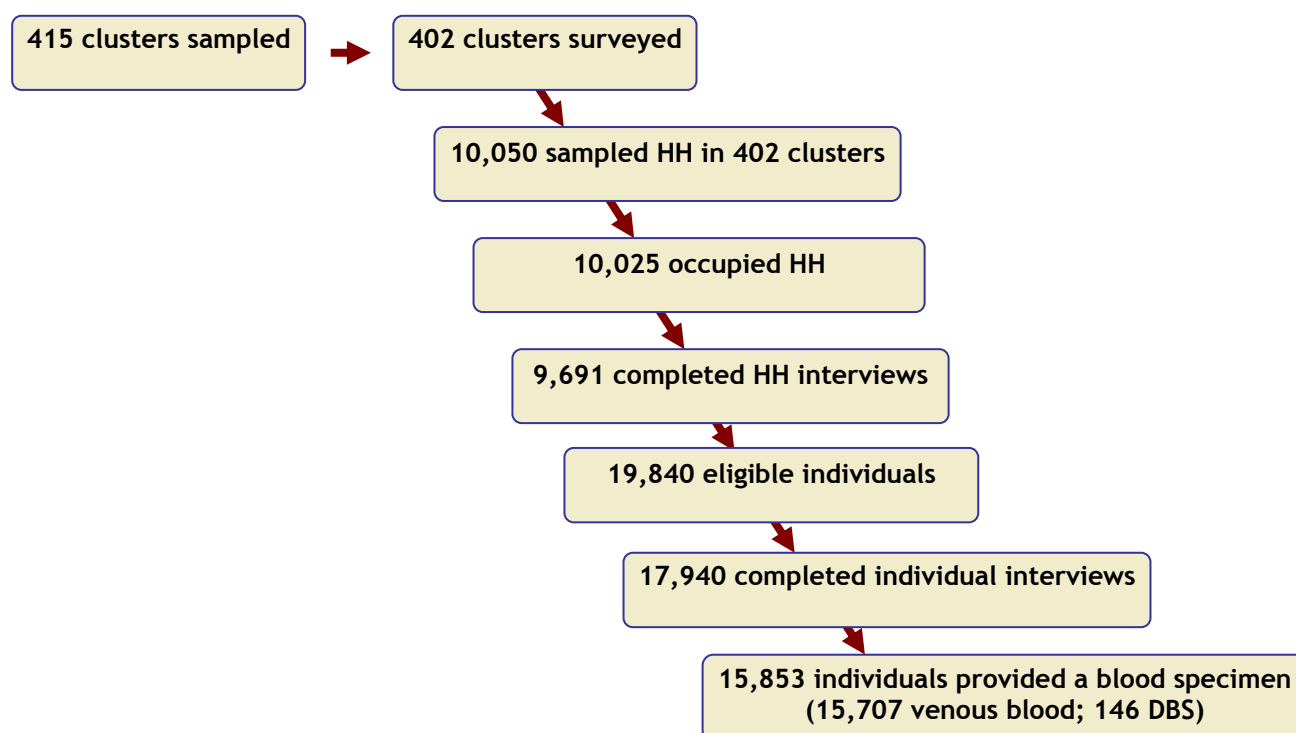 415 clusters sampled
402 clusters surveyed
10,050 sampled HH in 402 clusters
10,025 occupied HH
9,691 completed HH interviews
19,840 eligible individuals
17,940 completed individual interviews
15,853 individuals provided a blood specimen
(15,707 venous blood; 146 DBS)